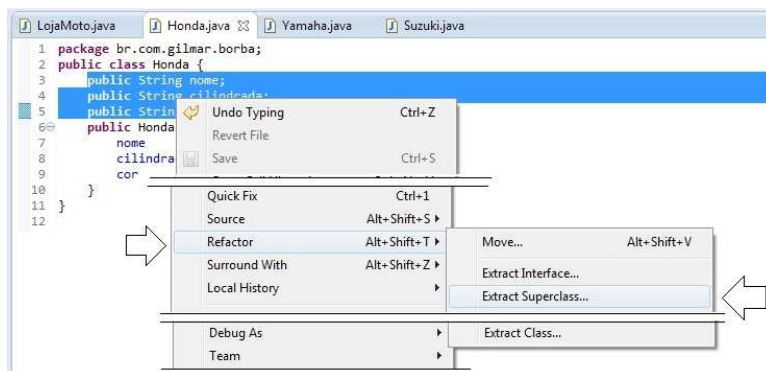 LojaMoto.java Honda.java Yamaha.java Suzuki.java
1 package br.com.gilmar.borba;
2 public class Honda {
3 public String nome;
4 public String cilindrada;
5 public Strin
6 public Honda
7 nome
8 cilindra
9 cor
10 }
11 }
12
Undo Typing Ctrl+Z
Revert File
Save Ctrl+S
Quick Fix Ctrl+1
Source Alt+Shift+S
Refactor Alt+Shift+T
Surround With Alt+Shift+Z
Local History
Debug As
Team
Move... Alt+Shift+V
Extract Interface...
Extract Superclass...
Extract Class...